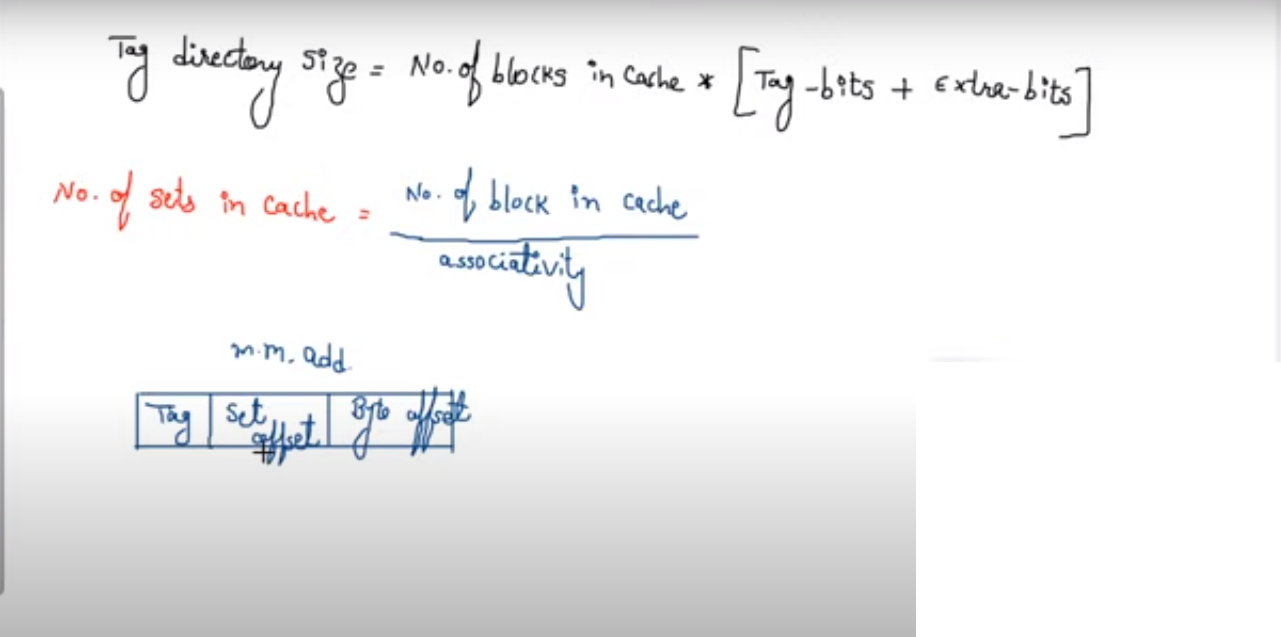 Tag directory size = No. of blocks in cache * [Tag-bits + Extra-bits]
No. of sets in cache = No. of block in cache
associativity
m.m. add.
Tag | Set offset | Byte offset